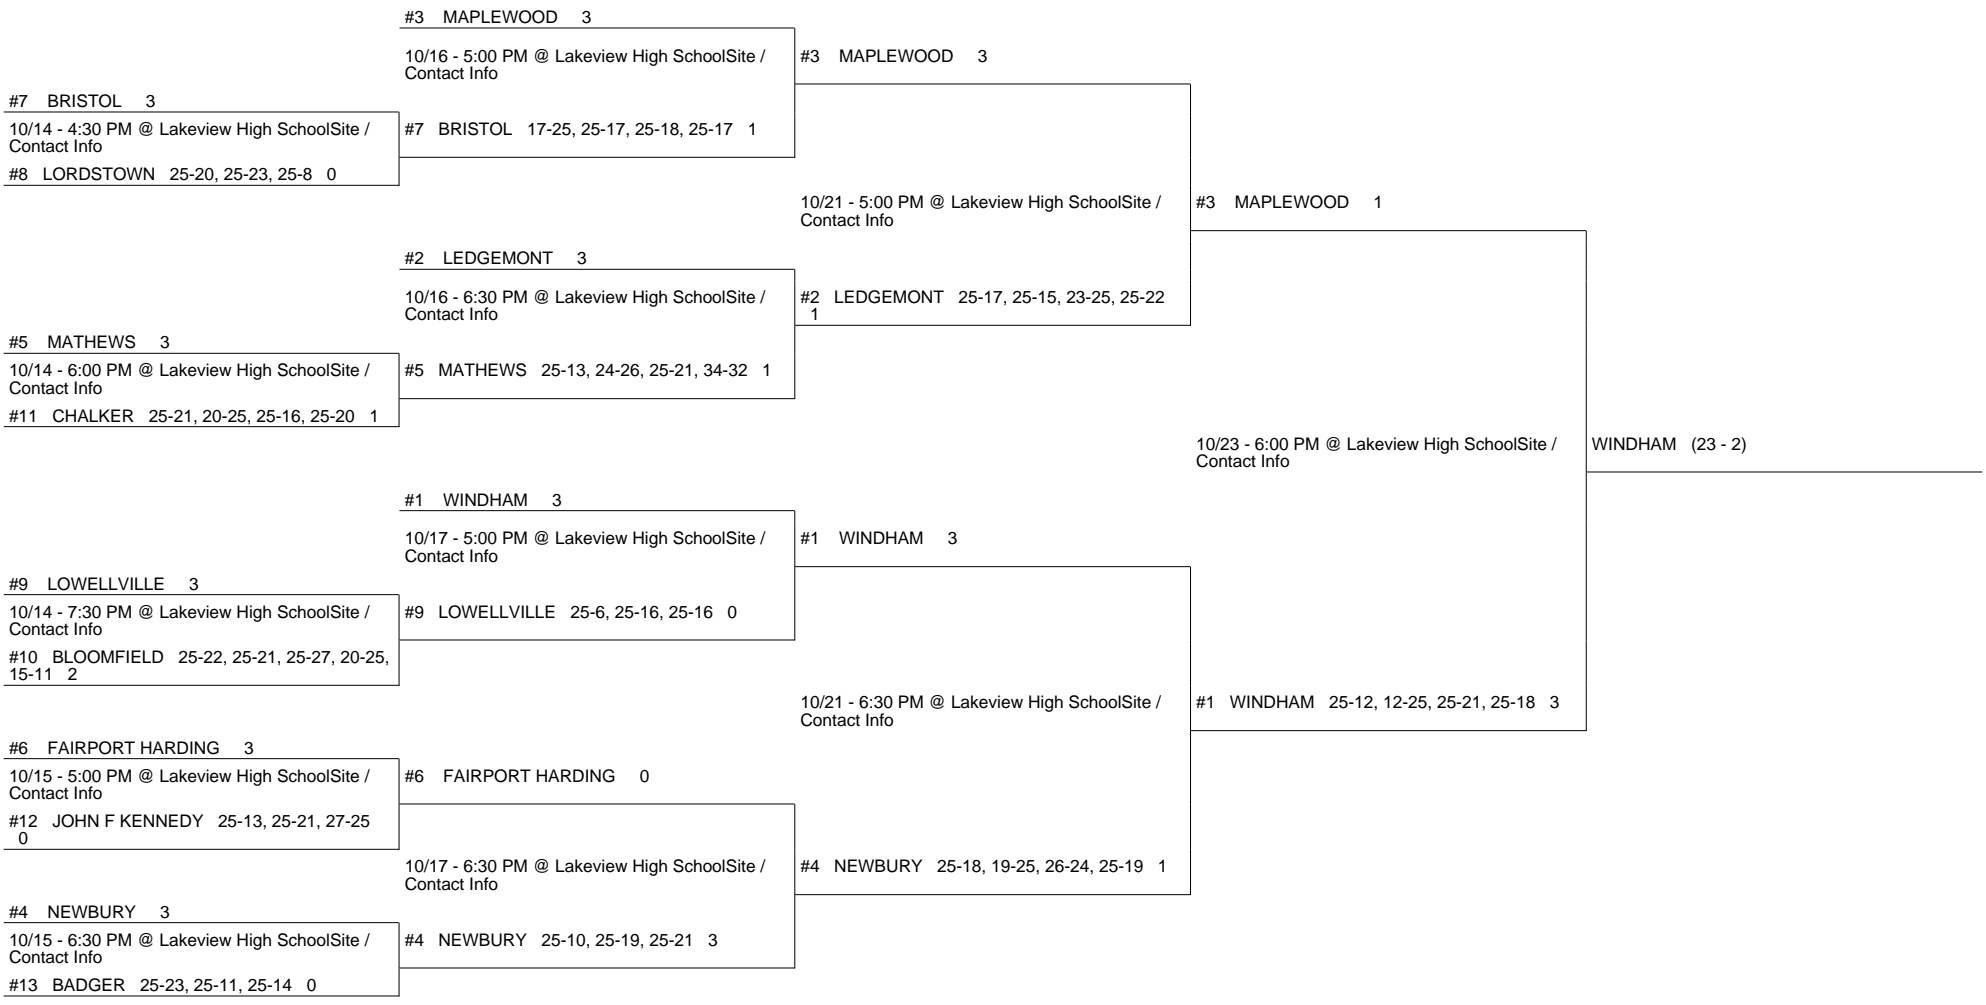 #3 MAPLEWOOD 3
10/16 - 5:00 PM @ Lakeview High SchoolSite /
Contact Info
#7 BRISTOL 17-25, 25-17, 25-18, 25-17 1
#7 BRISTOL 3
10/14 - 4:30 PM @ Lakeview High SchoolSite /
Contact Info
#8 LORDSTOWN 25-20, 25-23, 25-8 0
#3 MAPLEWOOD 3
10/21 - 5:00 PM @ Lakeview High SchoolSite /
Contact Info
#2 LEDGEMONT 25-17, 25-15, 23-25, 25-22
1
#2 LEDGEMONT 3
10/16 - 6:30 PM @ Lakeview High SchoolSite /
Contact Info
#5 MATHEWS 25-13, 24-26, 25-21, 34-32 1
#5 MATHEWS 3
10/14 - 6:00 PM @ Lakeview High SchoolSite /
Contact Info
#11 CHALKER 25-21, 20-25, 25-16, 25-20 1
#3 MAPLEWOOD 1
10/23 - 6:00 PM @ Lakeview High SchoolSite /
Contact Info
#1 WINDHAM 25-12, 12-25, 25-21, 25-18 3
WINDHAM (23 - 2)
#1 WINDHAM 3
10/17 - 5:00 PM @ Lakeview High SchoolSite /
Contact Info
#9 LOWELLVILLE 25-6, 25-16, 25-16 0
#9 LOWELLVILLE 3
10/14 - 7:30 PM @ Lakeview High SchoolSite /
Contact Info
#10 BLOOMFIELD 25-22, 25-21, 25-27, 20-25,
15-11 2
#1 WINDHAM 3
10/21 - 6:30 PM @ Lakeview High SchoolSite /
Contact Info
#4 NEWBURY 25-18, 19-25, 26-24, 25-19 1
#6 FAIRPORT HARDING 3
10/15 - 5:00 PM @ Lakeview High SchoolSite /
Contact Info
#12 JOHN F KENNEDY 25-13, 25-21, 27-25
0
#6 FAIRPORT HARDING 0
10/17 - 6:30 PM @ Lakeview High SchoolSite /
Contact Info
#4 NEWBURY 25-10, 25-19, 25-21 3
#4 NEWBURY 3
10/15 - 6:30 PM @ Lakeview High SchoolSite /
Contact Info
#13 BADGER 25-23, 25-11, 25-14 0